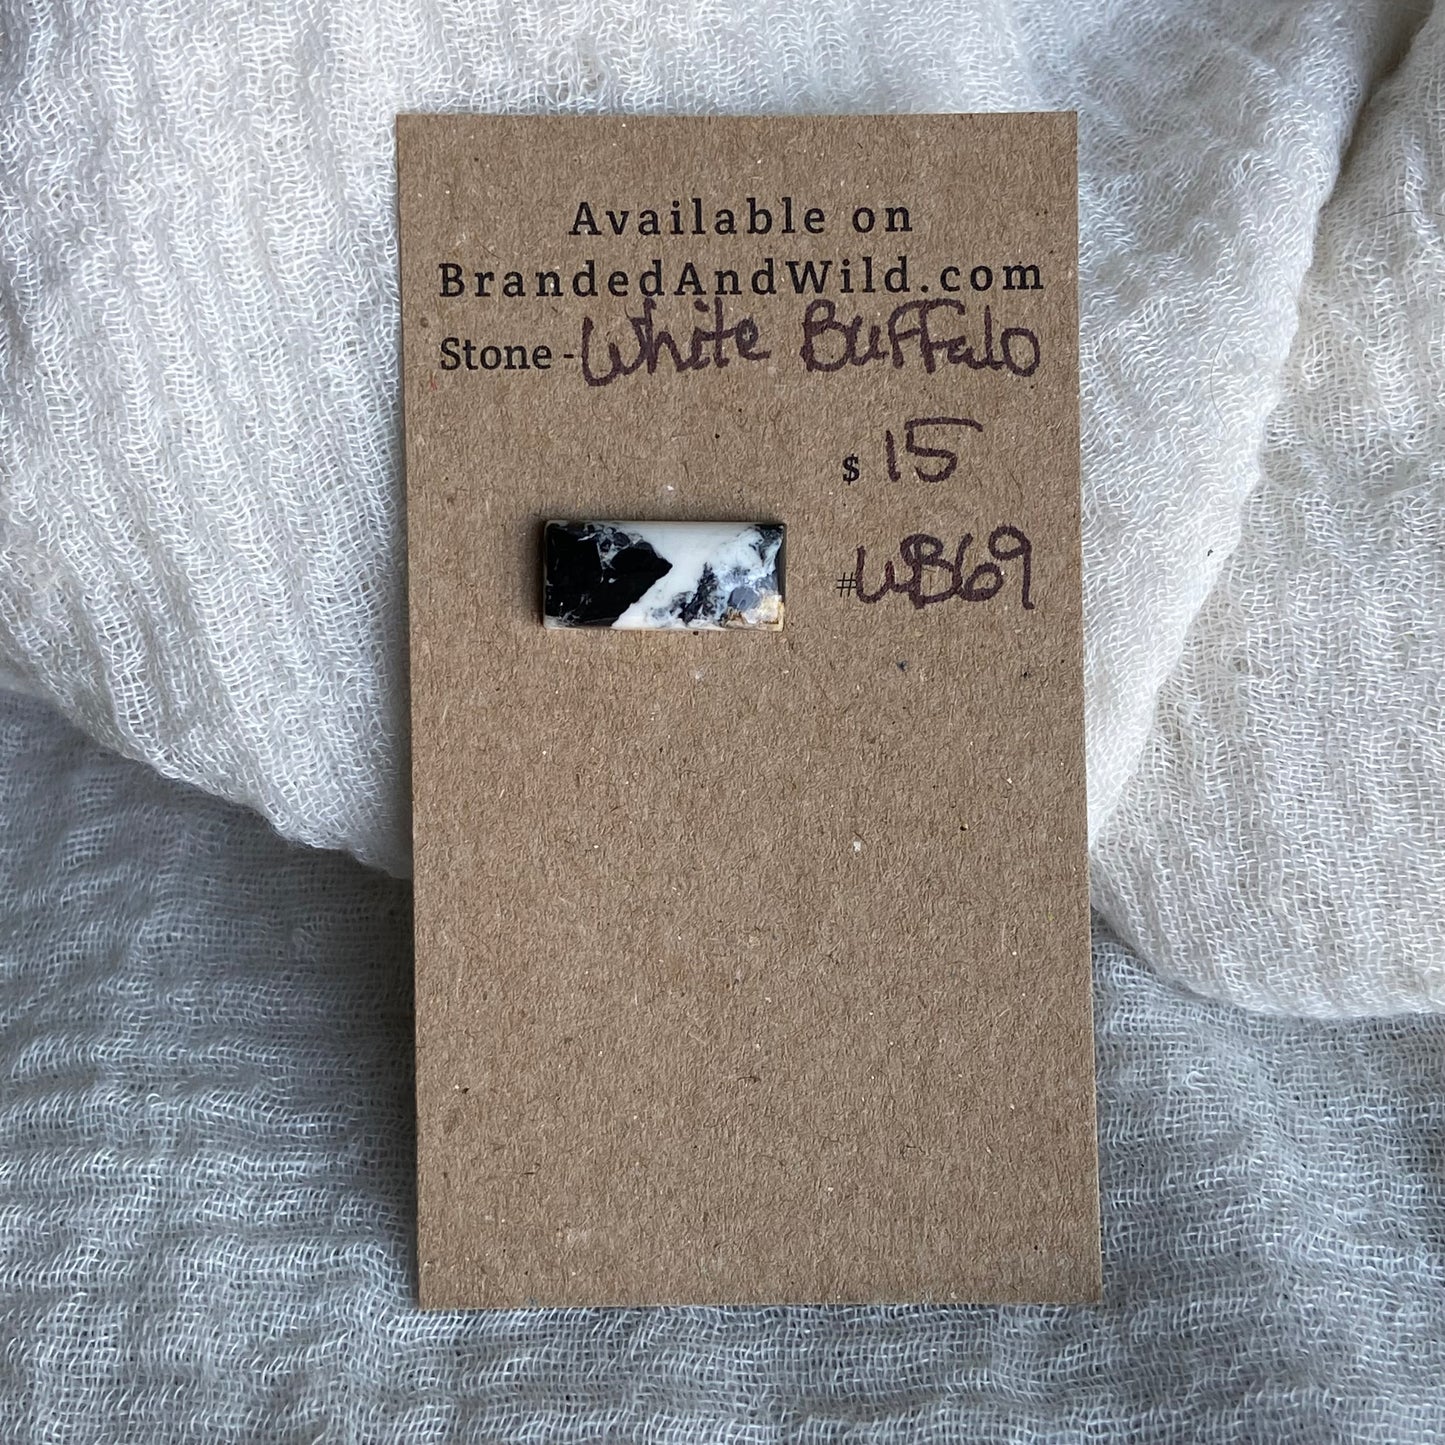 Available on
BrandedAndWild.com
Stone - White Buffalo
$ 15
#WB69